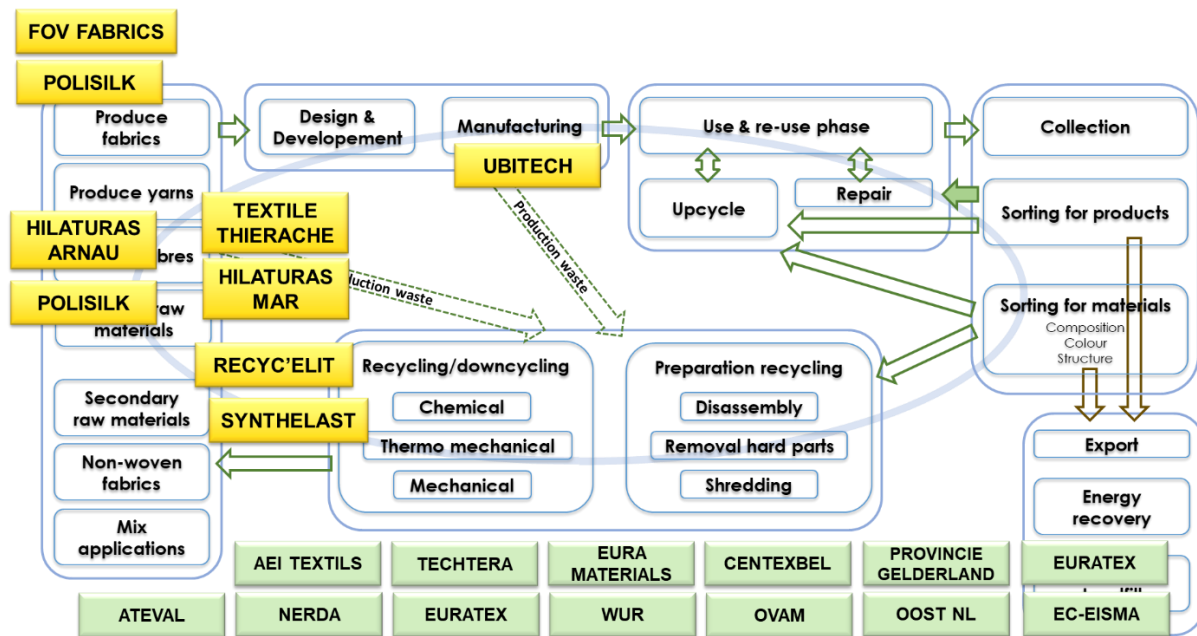 FOV FABRICS
POLISILK
Produce
fabrics
Design &
Developement
Manufacturing
UBITECH
Use & re-use phase
Upcycle
Repair
Collection
Sorting for products
Sorting for materials
Composition
Colour
Structure
Produce yarns
TEXTILE
THIERACHE
HILATURAS
ARNAU
HILATURAS
MAR
POLISILK
raw
materials
waste
Production waste
RECYC'ELIT
SYNTHELAST
Secondary
raw materials
Non-woven
fabrics
Mix
applications
Recycling/downcycling
Chemical
Thermo mechanical
Mechanical
Preparation recycling
Disassembly
Removal hard parts
Shredding
Export
Energy
recovery
AEI TEXTILS
TECHTERA
EURA
MATERIALS
CENTEXBEL
PROVINCIE
GELDERLAND
EURATEX
ATEVAL
NERDA
EURATEX
WUR
OVAM
OOST NL
EC-EISMA